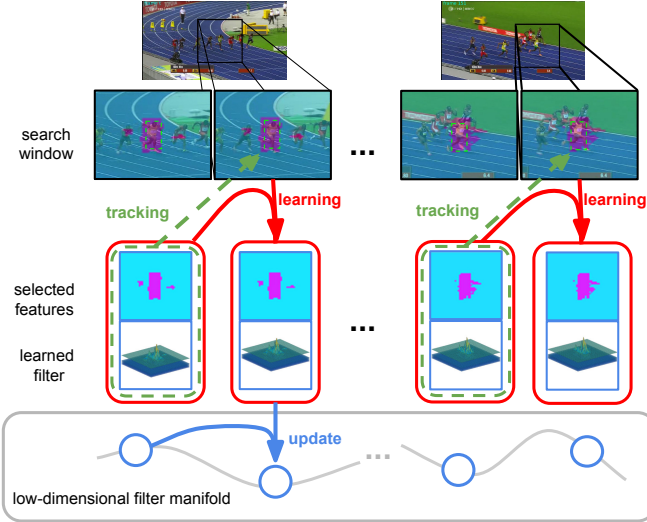 search
window
...
tracking
learning
tracking
learning
selected
features
...
learned
filter
update
...
low-dimensional filter manifold